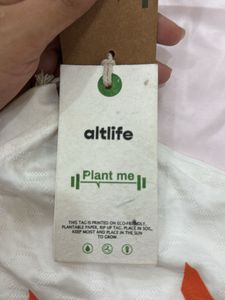 altlife
Plant me
THIS TAG IS PRINTED ON ECO-FRIENDLY,
PLANTABLE PAPER, RIP UP TAG, PLACE IN SOIL,
KEEP MOIST AND PLACE IN THE SUN
TO GROW.